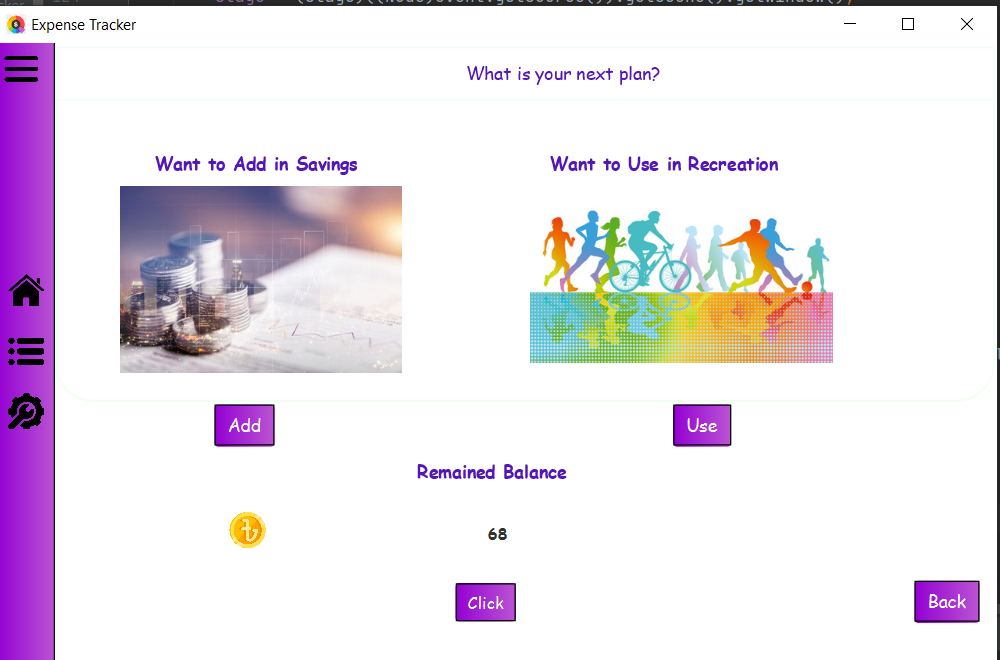 Expense Tracker
What is your next plan?
Want to Add in Savings
Want to Use in Recreation
Add
Use
Remained Balance
৳
68
Click
Back